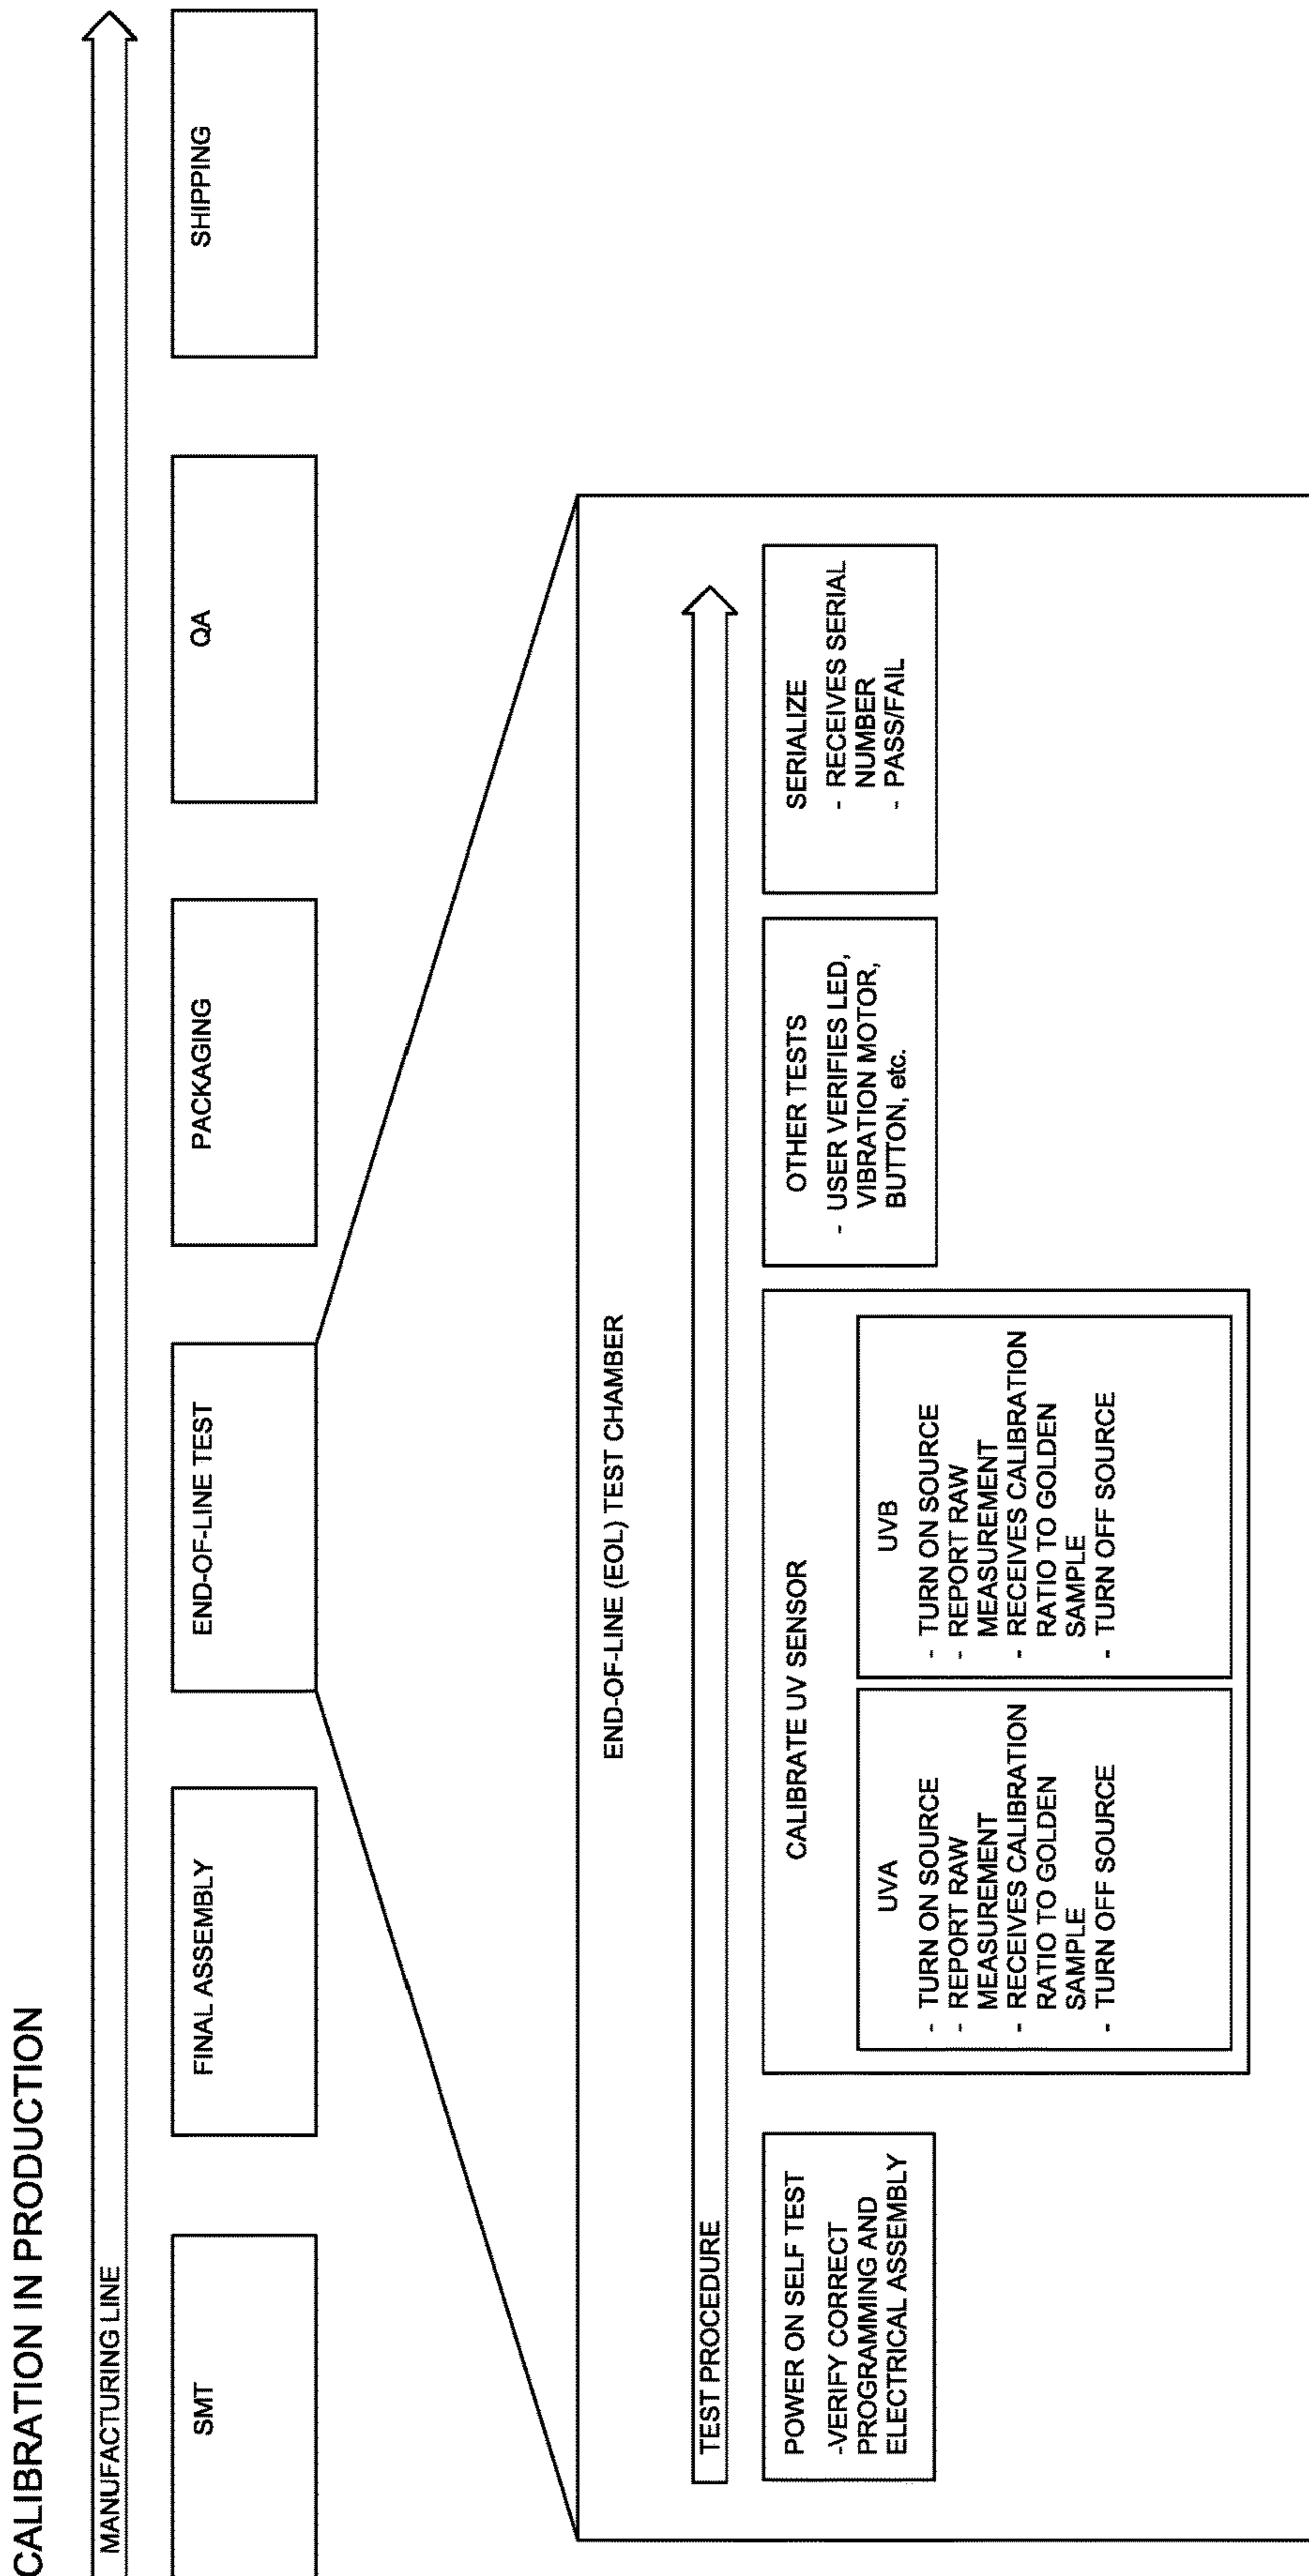 CALIBRATION IN PRODUCTION
MANUFACTURING LINE
SMT
FINAL ASSEMBLY
END-OF-LINE TEST
PACKAGING
QA
SHIPPING
END-OF-LINE (EOL) TEST CHAMBER
TEST PROCEDURE
POWER ON SELF TEST
-VERIFY CORRECT
PROGRAMMING AND
ELECTRICAL ASSEMBLY
CALIBRATE UV SENSOR
UVA
- TURN ON SOURCE
- REPORT RAW
MEASUREMENT
- RECEIVES CALIBRATION
RATIO TO GOLDEN
SAMPLE
- TURN OFF SOURCE
UVB
- TURN ON SOURCE
- REPORT RAW
MEASUREMENT
- RECEIVES CALIBRATION
RATIO TO GOLDEN
SAMPLE
- TURN OFF SOURCE
OTHER TESTS
- USER VERIFIES LED,
VIBRATION MOTOR,
BUTTON, etc.
SERIALIZE
- RECEIVES SERIAL
NUMBER
- PASS/FAIL